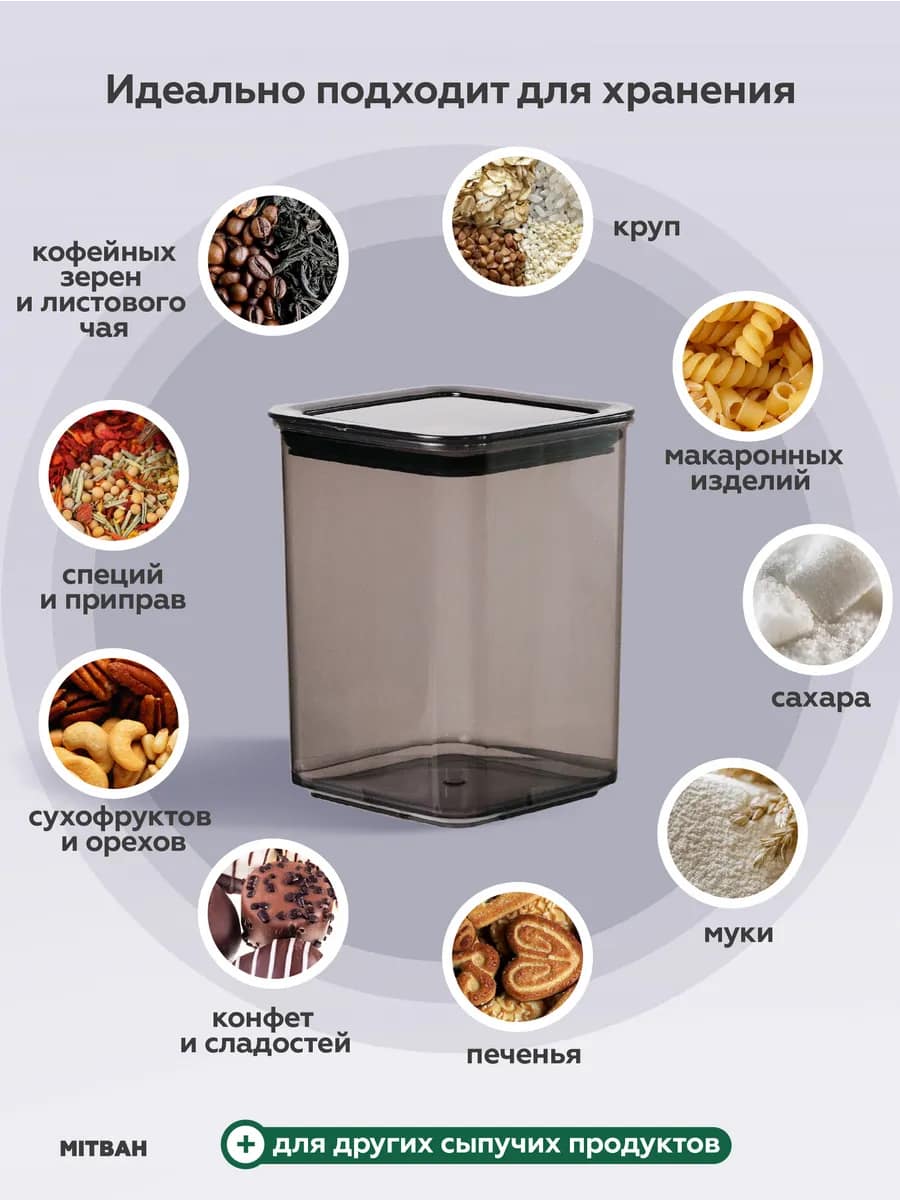 Идеально подходит для хранения
кофейных
зерен
и листового
чая
круп
макаронных
изделий
специй
и приправ
сахара
сухофруктов
и орехов
муки
конфет
и сладостей
печенья
МІТВАН
+ для других сыпучих продуктов